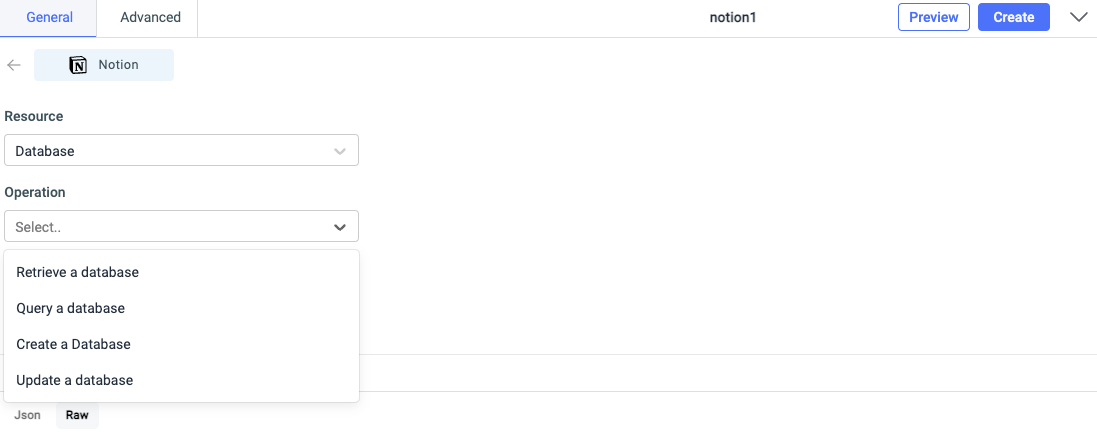 General Advanced notion1 Preview Create
Notion
Resource
Database
Operation
Select..
Retrieve a database
Query a database
Create a Database
Update a database
Json Raw